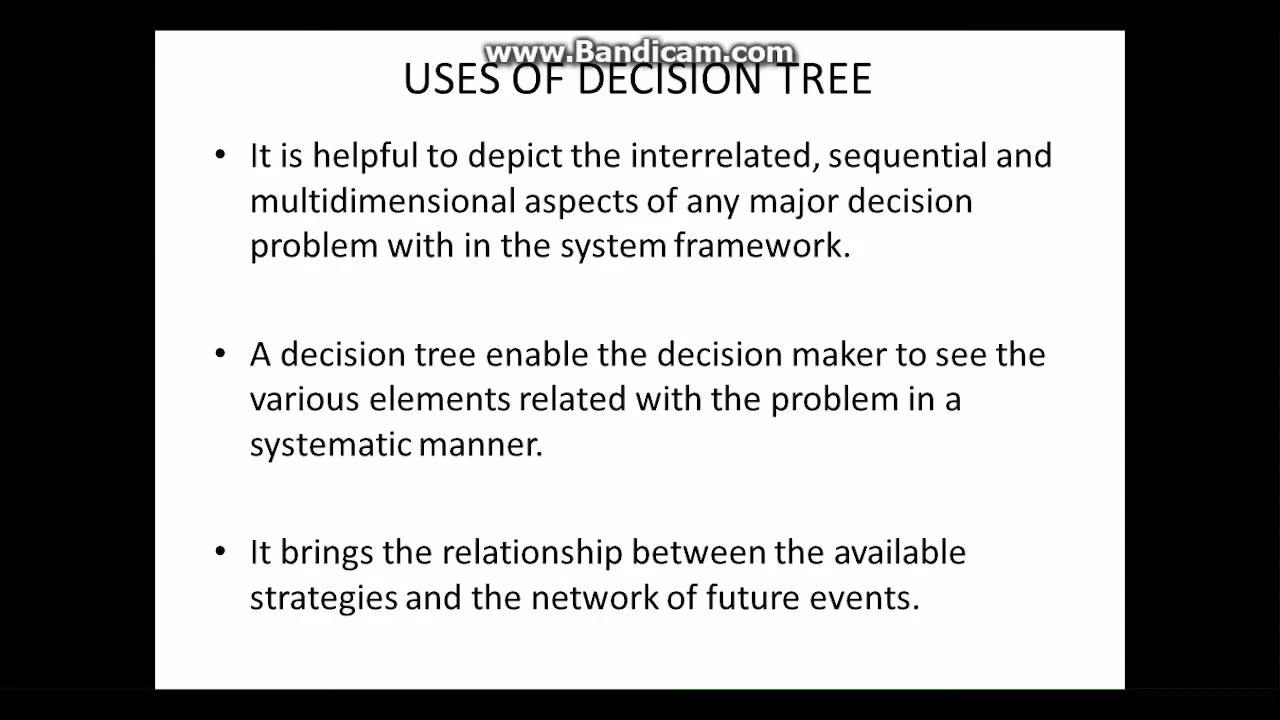 www.Bandicam.com
USES OF DECISION TREE
• It is helpful to depict the interrelated, sequential and
multidimensional aspects of any major decision
problem with in the system framework.
• A decision tree enable the decision maker to see the
various elements related with the problem in a
systematic manner.
• It brings the relationship between the available
strategies and the network of future events.